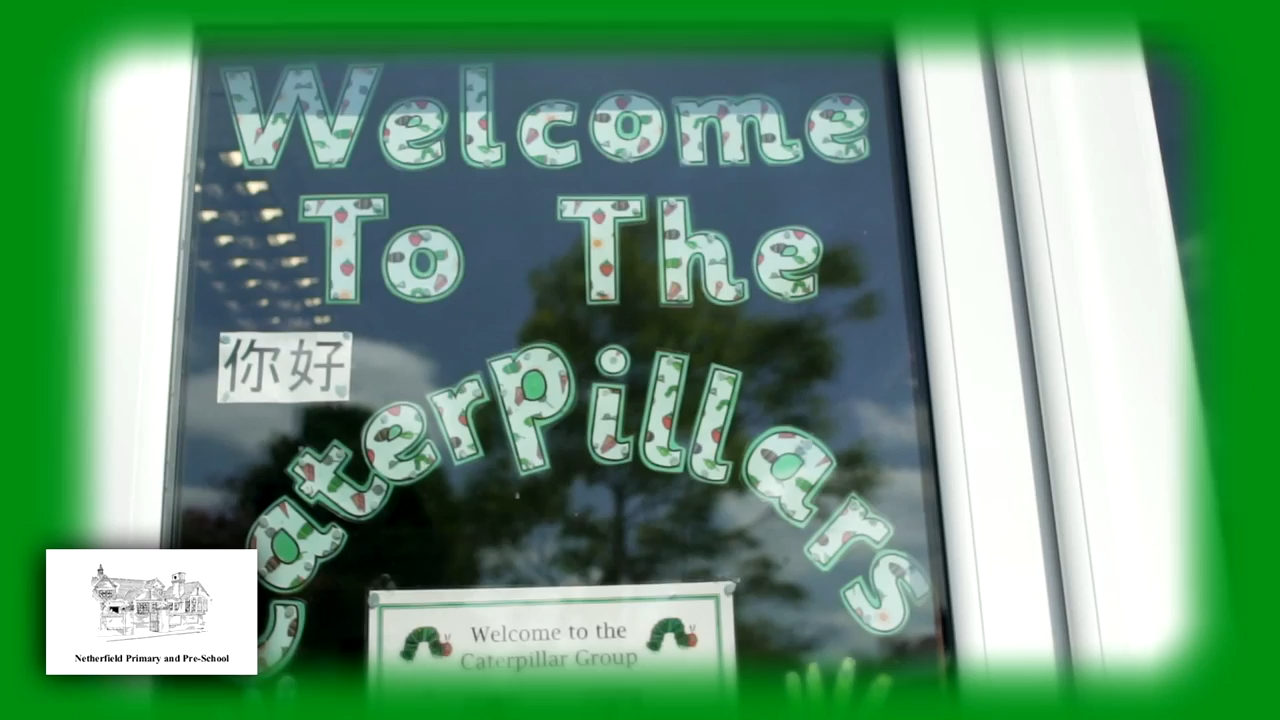 Welcome
To The
你好
Caterpillars
Welcome to the
Caterpillar Group
Netherfield Primary and Pre-School